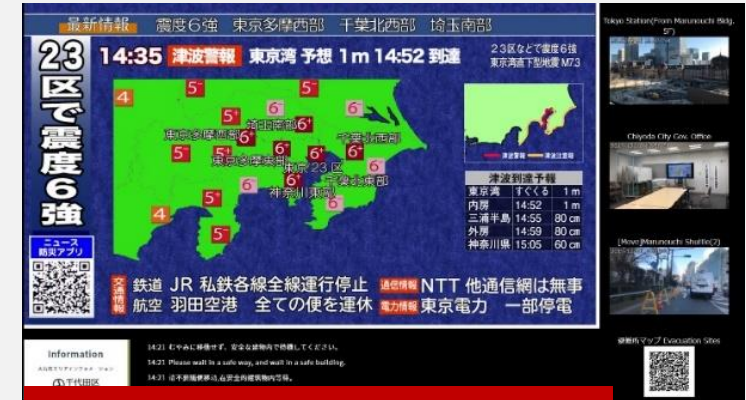 最新情報 震度6強 東京多摩西部 千葉北西部 埼玉南部
23区で震度6強
14:35 津波警報 東京湾 予想 1m 14:52 到達
23区などで震度6強
東京湾直下型地震 M7.3
4
5-
5-
5+
6-
6-
埼玉南部6+
東京多摩西部6+
千葉北西部
5-
5+
6+
6+
6+
東京多摩東部
東京23区
6-
千葉北東部
5+
6-
6+
神奈川東部
6-
4
5-
津波警報 津波注意報
津波到達予報
東京湾 すぐくる 1m
内房 14:52 1m
三浦半島 14:55 80cm
外房 14:59 80cm
神奈川県 15:05 60cm
ニュース
防災アプリ
交通情報
鉄道 JR 私鉄各線全線運行停止
航空 羽田空港 全ての便を運休
通信情報 NTT 他通信網は無事
電力情報 東京電力 一部停電
Information
千代田区
14:21 むやみに移動せず、安全な建物内で待機してください。
14:21 Please wait in a safe way, and wait in a safe building.
Tokyo Station(From Marunouchi Bldg. 5F)
Chiyoda City Gov. Office
[Move]Marunouchi Shuttle(2)
避難所マップ Evacuation Sites